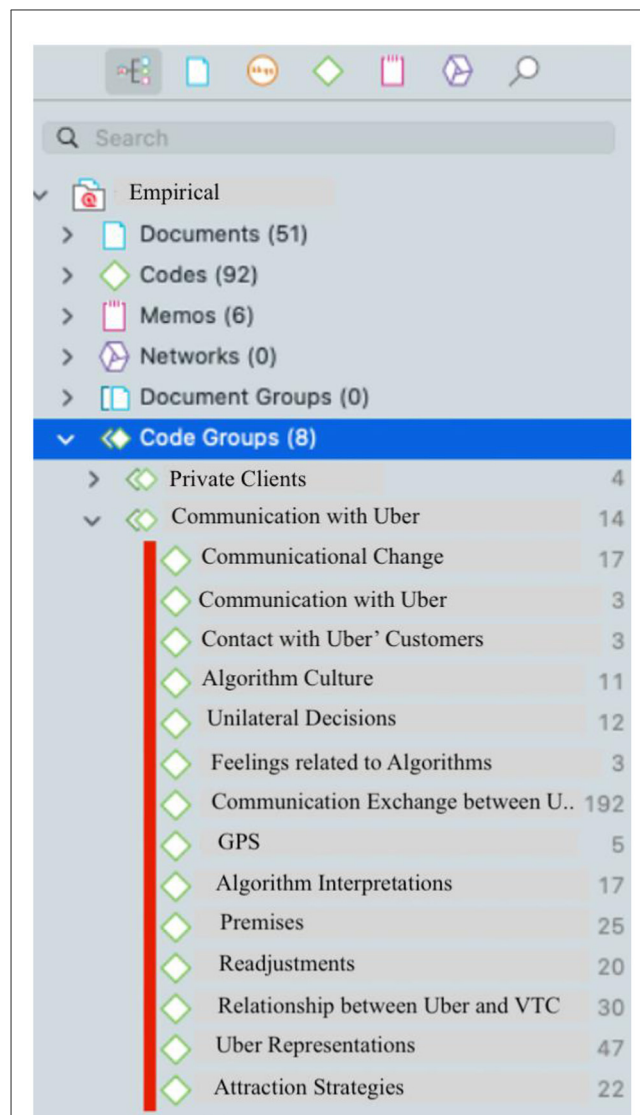 Search
Empirical
Documents (51)
Codes (92)
Memos (6)
Networks (0)
Document Groups (0)
Code Groups (8)
Private Clients 4
Communication with Uber 14
Communicational Change 17
Communication with Uber 3
Contact with Uber' Customers 3
Algorithm Culture 11
Unilateral Decisions 12
Feelings related to Algorithms 3
Communication Exchange between U.. 192
GPS 5
Algorithm Interpretations 17
Premises 25
Readjustments 20
Relationship between Uber and VTC 30
Uber Representations 47
Attraction Strategies 22